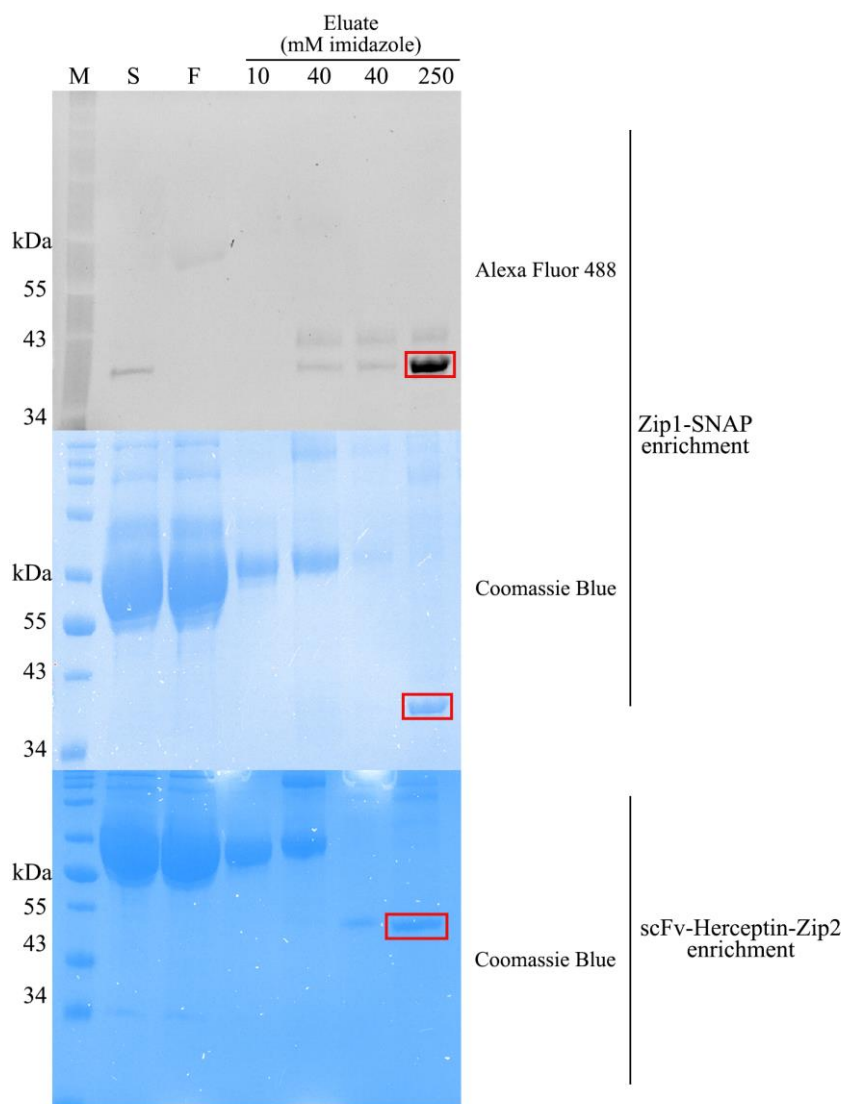 Eluate
(mM imidazole)
M S F 10 40 40 250
kDa
55
43
34
Alexa Fluor 488
Zip1-SNAP
enrichment
kDa
55
43
34
Coomassie Blue
kDa
55
43
34
Coomassie Blue
scFv-Herceptin-Zip2
enrichment